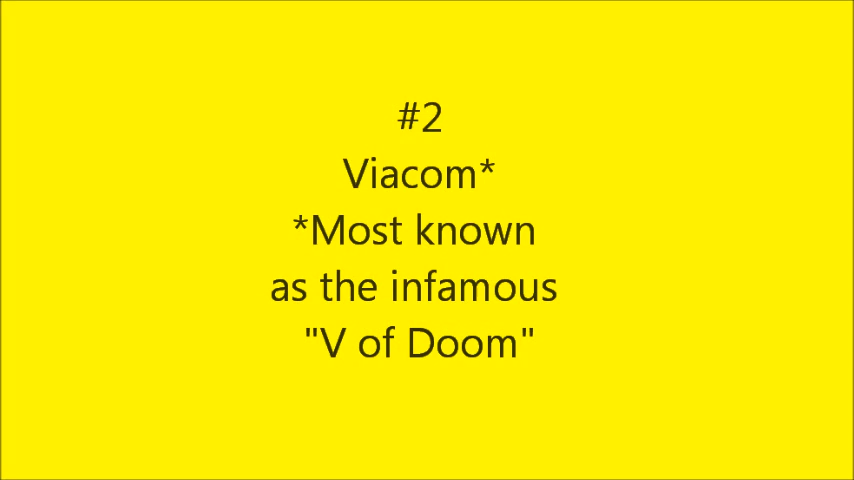 #2
Viacom*
*Most known
as the infamous
"V of Doom"